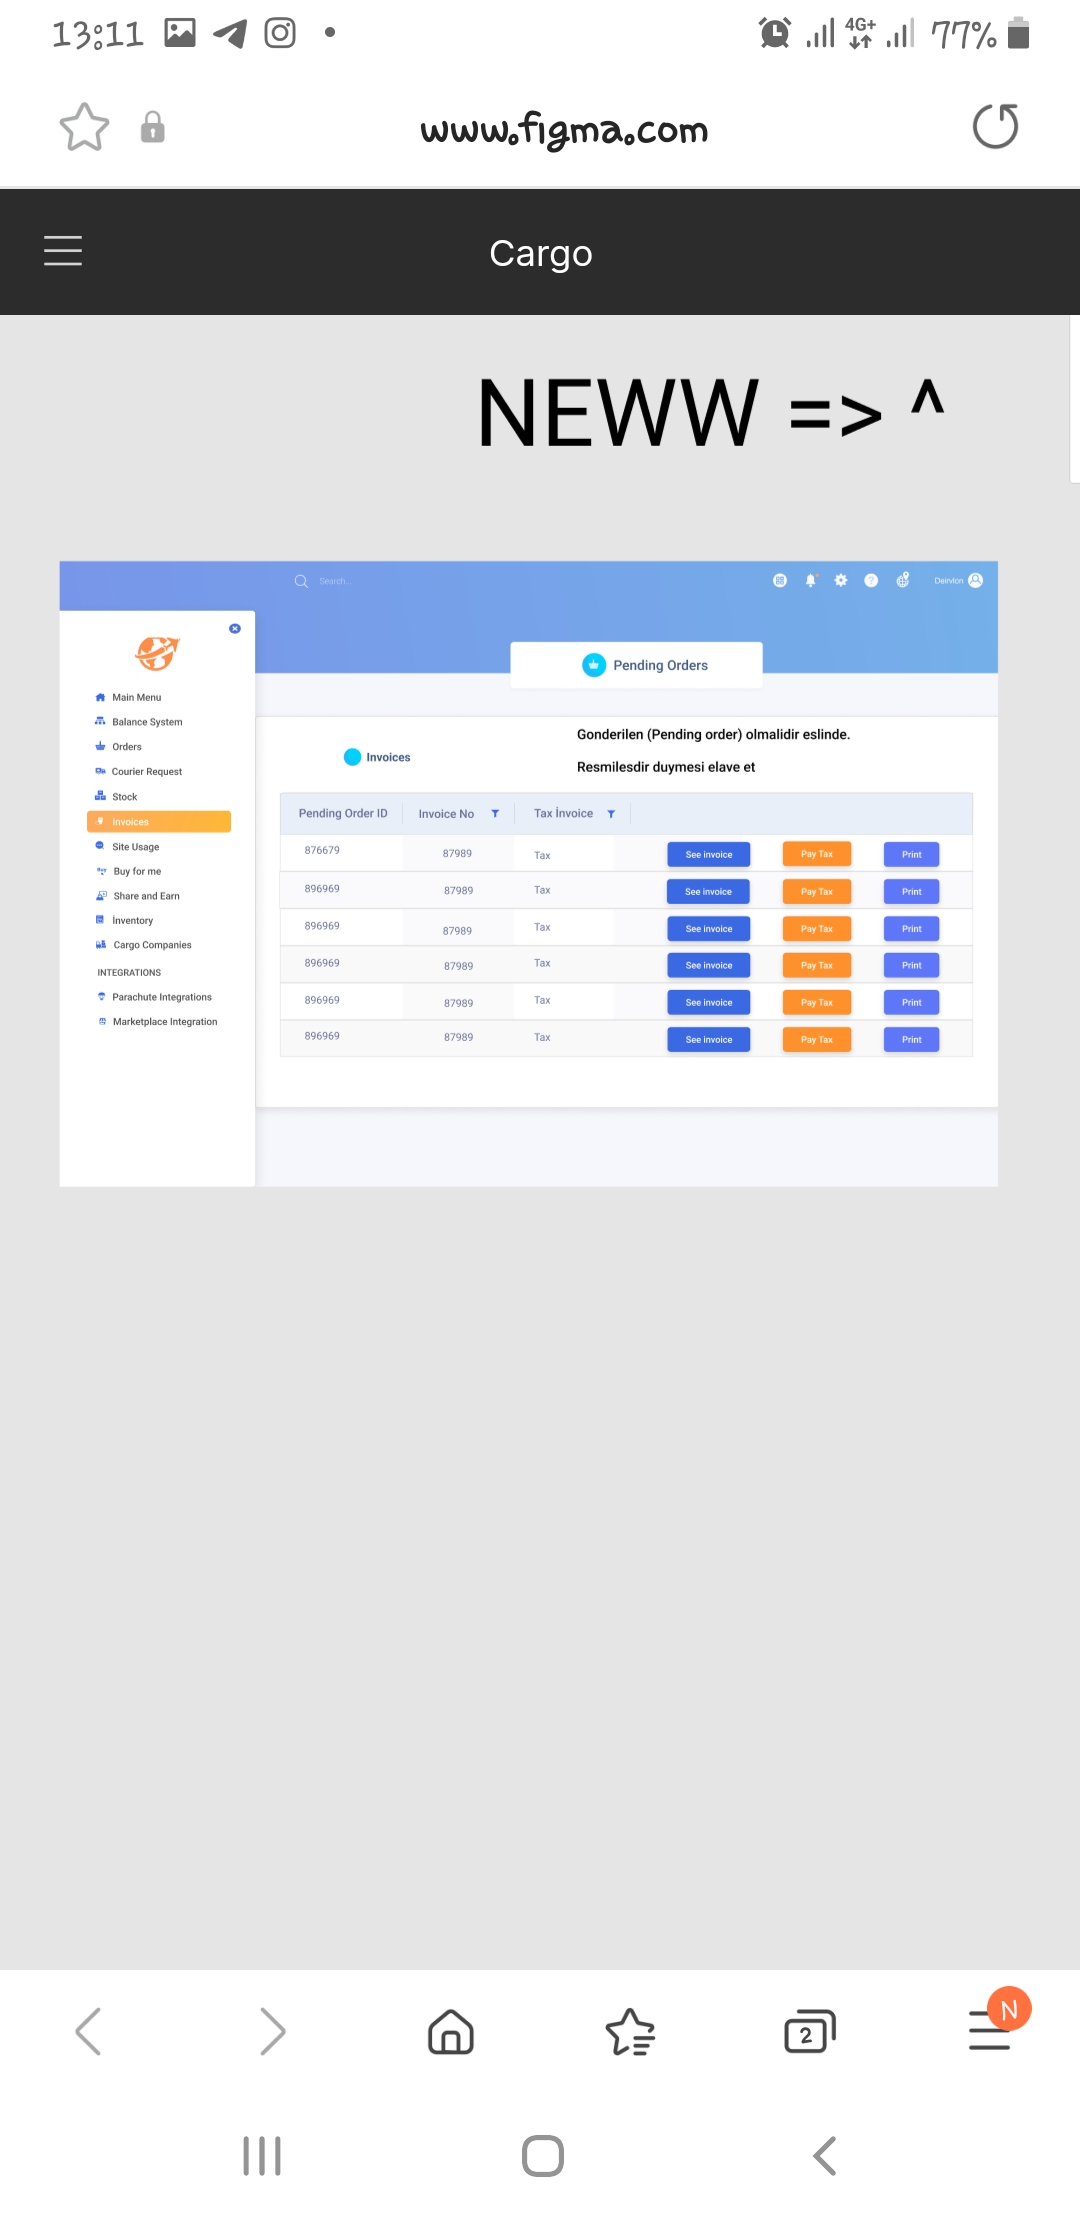 13:11 4G+ 77%
www.figma.com
Cargo
NEWW => ^
Search... Deirvlon
Pending Orders
Main Menu
Balance System
Orders
Courier Request
Stock
Invoices
Site Usage
Buy for me
Share and Earn
İnventory
Cargo Companies
INTEGRATIONS
Parachute Integrations
Marketplace Integration
Gonderilen (Pending order) olmalidir eslinde.
Invoices
Resmilesdir duymesi elave et
Pending Order ID Invoice No Tax İnvoice
876679 87989 Tax See invoice Pay Tax Print
896969 87989 Tax See invoice Pay Tax Print
896969 87989 Tax See invoice Pay Tax Print
896969 87989 Tax See invoice Pay Tax Print
896969 87989 Tax See invoice Pay Tax Print
896969 87989 Tax See invoice Pay Tax Print
N
2